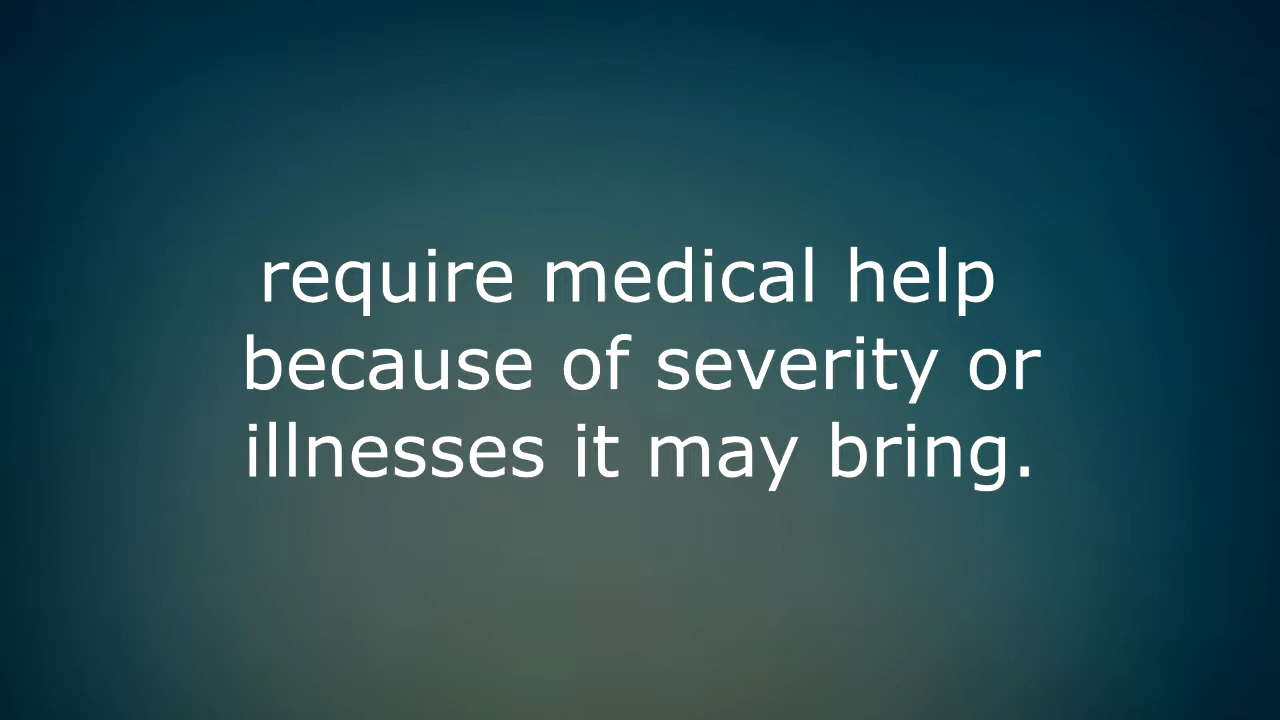 require medical help
because of severity or
illnesses it may bring.